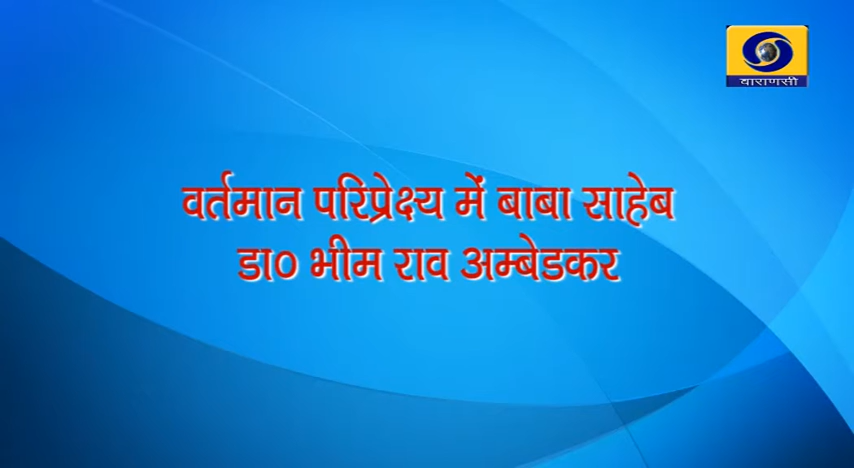 वाराणसी
वर्तमान परिप्रेक्ष्य में बाबा साहेब
डा० भीम राव अम्बेडकर